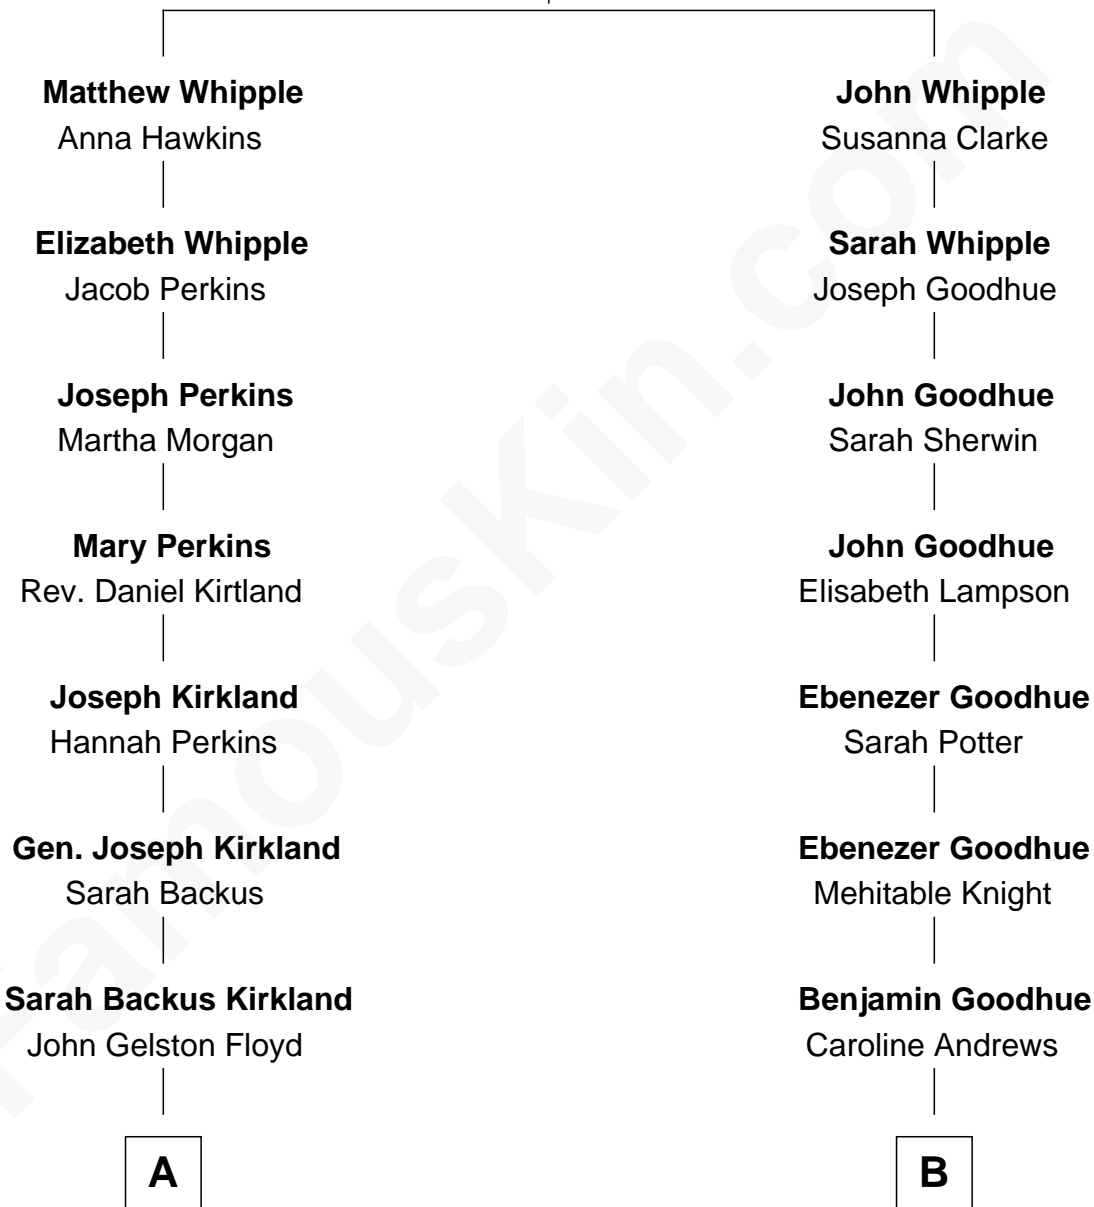 Matthew Whipple
Anna Hawkins
Elizabeth Whipple
Jacob Perkins
Joseph Perkins
Martha Morgan
Mary Perkins
Rev. Daniel Kirtland
Joseph Kirkland
Hannah Perkins
Gen. Joseph Kirkland
Sarah Backus
Sarah Backus Kirkland
John Gelston Floyd
A
John Whipple
Susanna Clarke
Sarah Whipple
Joseph Goodhue
John Goodhue
Sarah Sherwin
John Goodhue
Elisabeth Lampson
Ebenezer Goodhue
Sarah Potter
Ebenezer Goodhue
Mehitable Knight
Benjamin Goodhue
Caroline Andrews
B
FamousKin.com